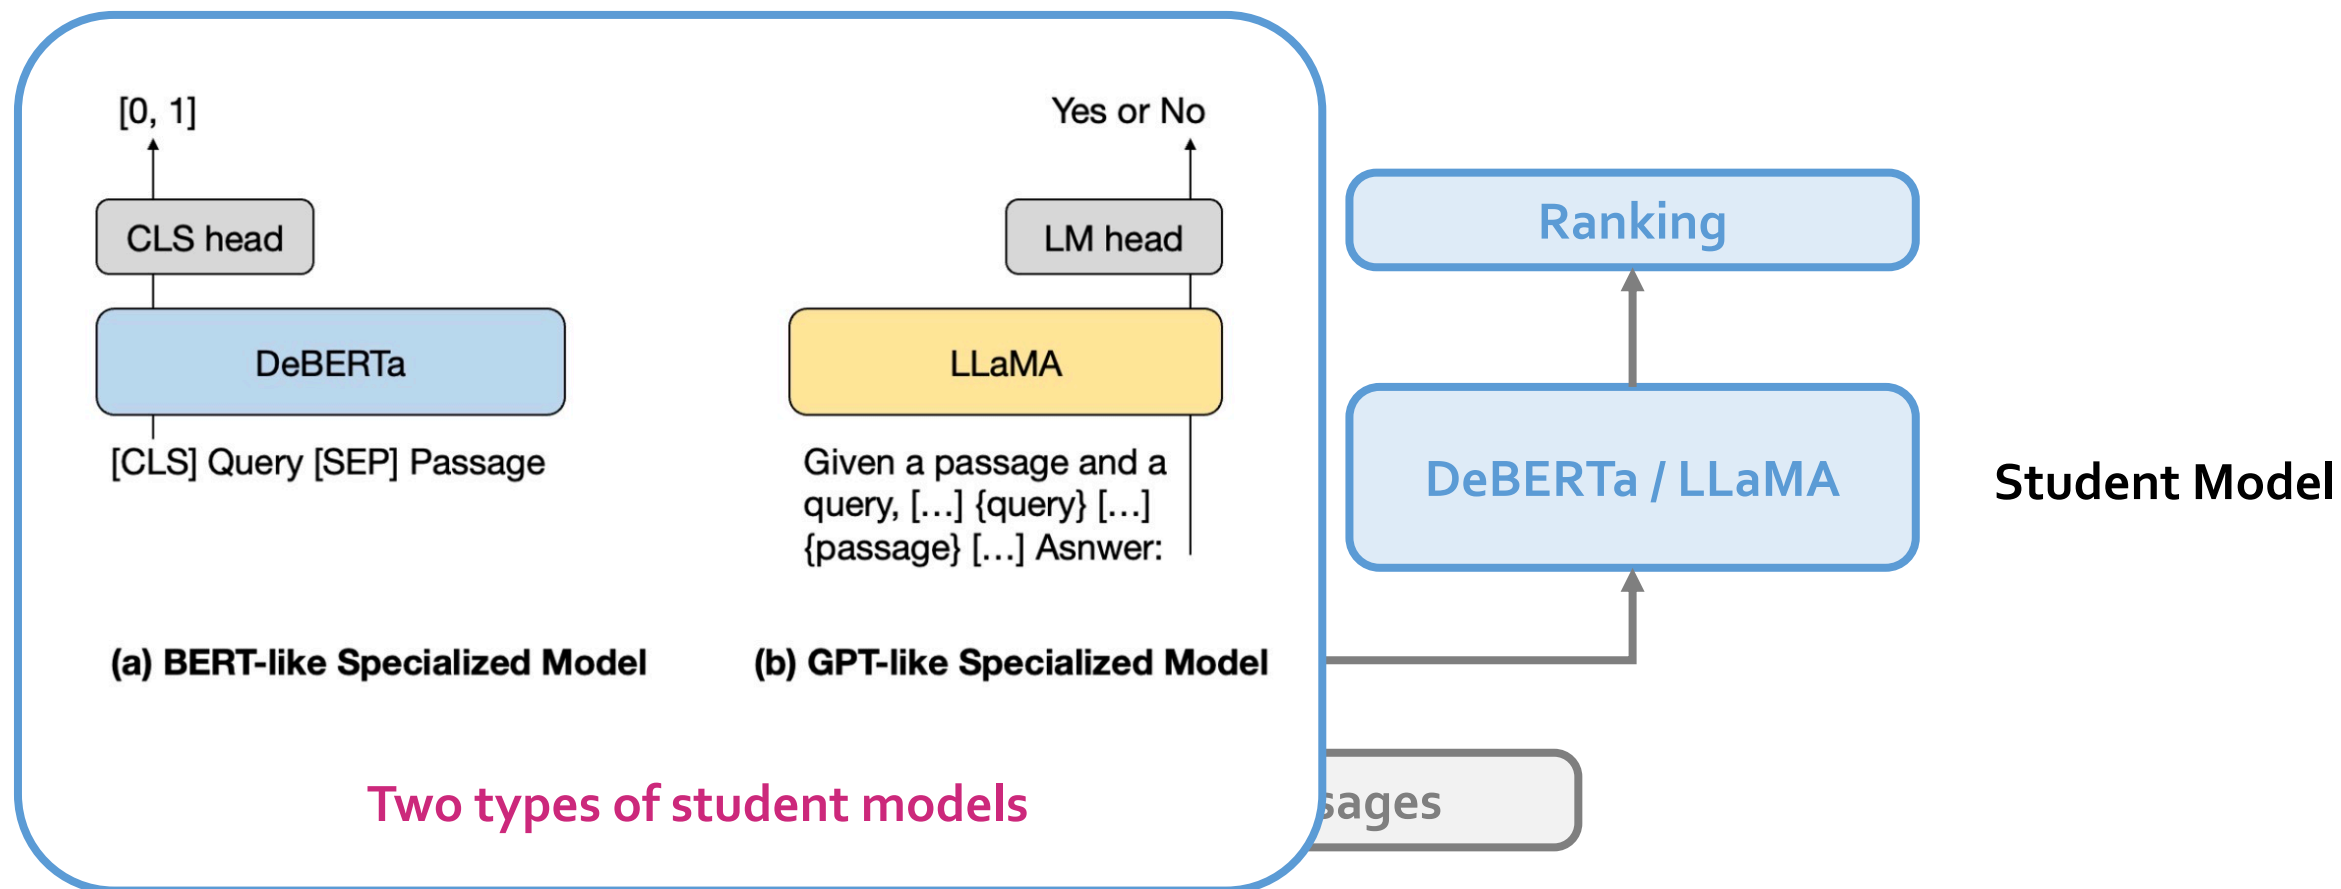 [0, 1]
CLS head
DeBERTa
[CLS] Query [SEP] Passage
(a) BERT-like Specialized Model
Yes or No
LM head
LLaMA
Given a passage and a
query, [...] {query} [...]
{passage} [...] Asnwer:
(b) GPT-like Specialized Model
Two types of student models
Ranking
DeBERTa / LLaMA
Student Model
sages